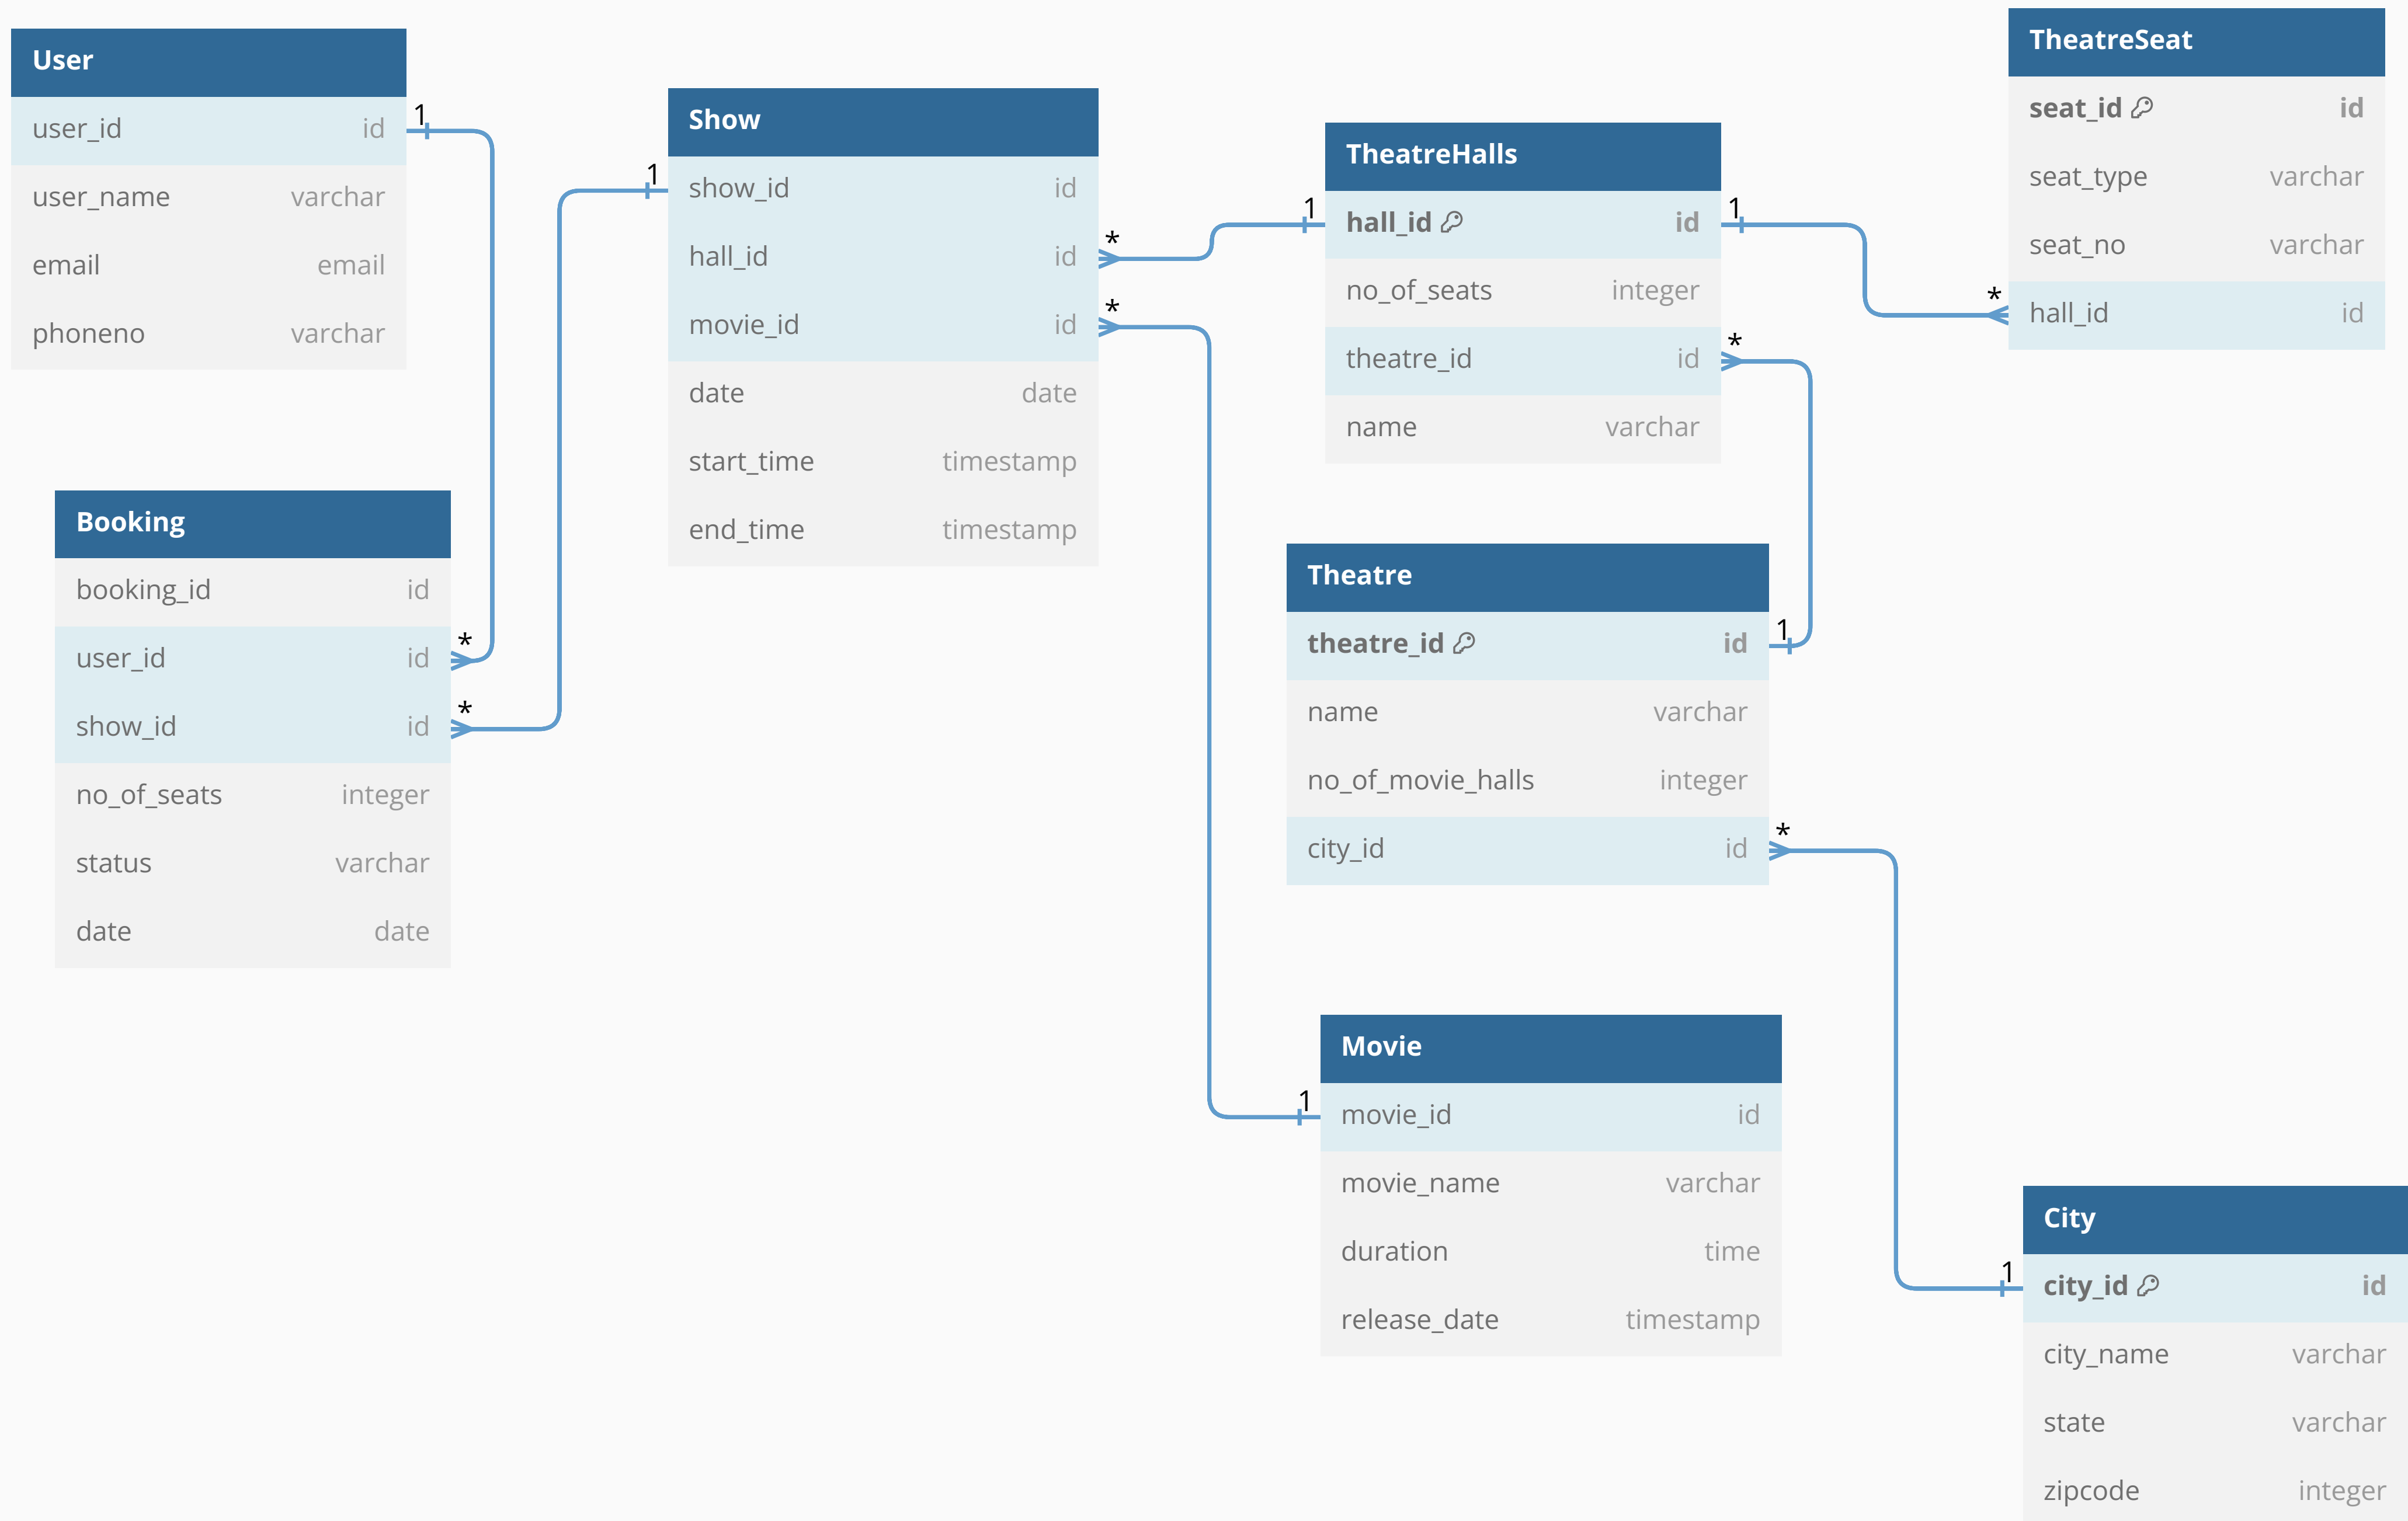 User
user_id id
user_name varchar
email email
phoneno varchar
1
Booking
booking_id id
user_id id
show_id id
no_of_seats integer
status varchar
date date
*
*
Show
show_id id
hall_id id
movie_id id
date date
start_time timestamp
end_time timestamp
1
*
*
TheatreHalls
hall_id id
no_of_seats integer
theatre_id id
name varchar
1
1
*
TheatreSeat
seat_id id
seat_type varchar
seat_no varchar
hall_id id
*
Theatre
theatre_id id
name varchar
no_of_movie_halls integer
city_id id
1
*
Movie
movie_id id
movie_name varchar
duration time
release_date timestamp
1
City
city_id id
city_name varchar
state varchar
zipcode integer
1